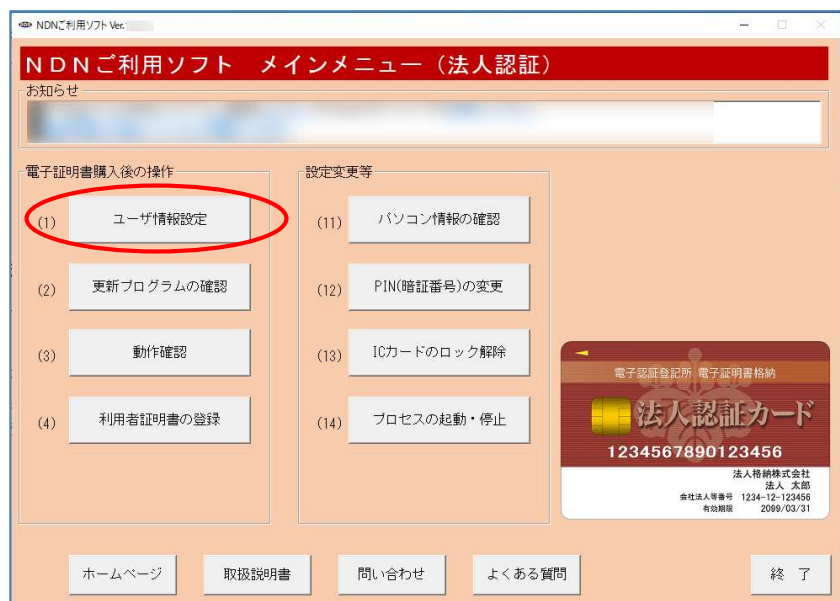 NDNご利用ソフト Ver.
NDNご利用ソフト メインメニュー(法人認証)
お知らせ
電子証明書購入後の操作
(1) ユーザ情報設定
(2) 更新プログラムの確認
(3) 動作確認
(4) 利用者証明書の登録
設定変更等
(11) パソコン情報の確認
(12) PIN(暗証番号)の変更
(13) ICカードのロック解除
(14) プロセスの起動・停止
電子認証登記所 電子証明書格納
法人認証カード
1234567890123456
法人格納株式会社
法人 太郎
会社法人等番号 1234-12-123456
有効期限 2099/03/31
ホームページ
取扱説明書
問い合わせ
よくある質問
終 了